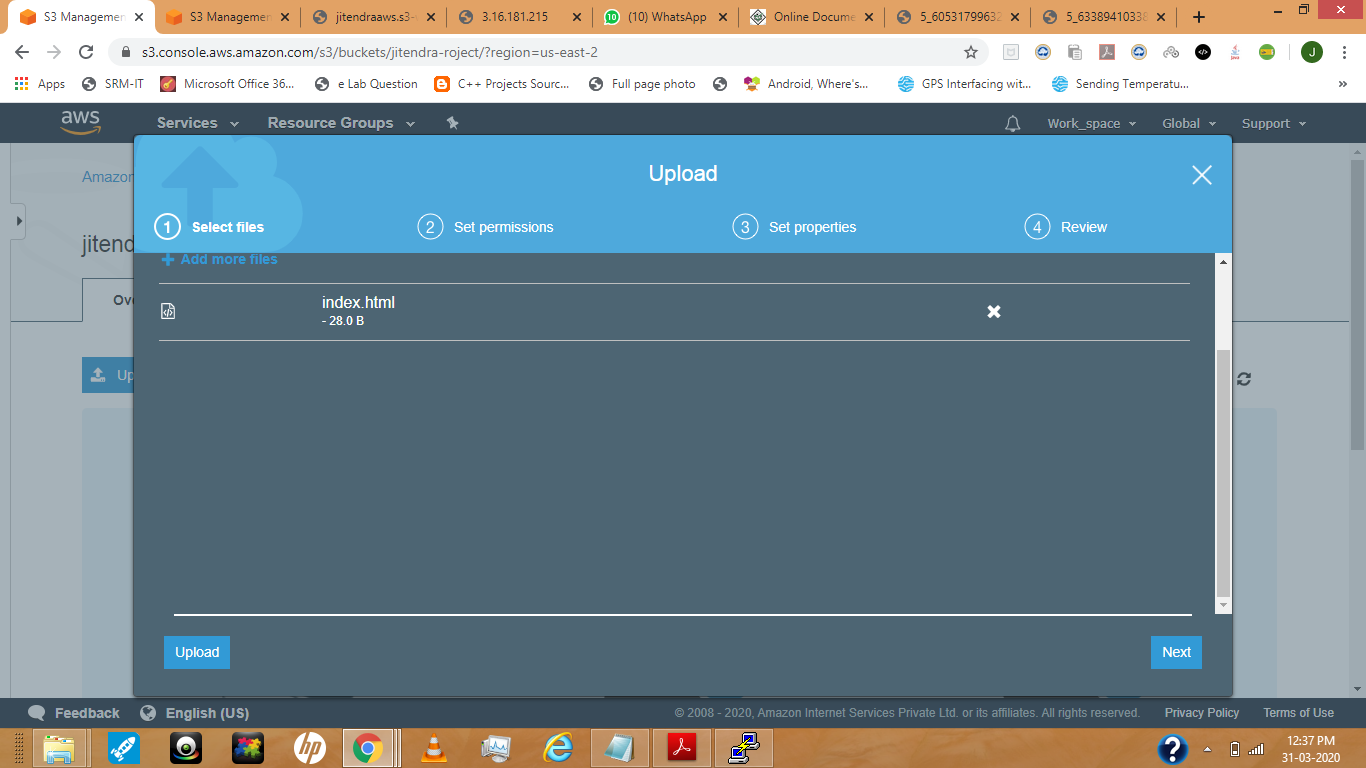 S3 Managemen
S3 Managemen
jitendraaws.s3-
3.16.181.215
(10) WhatsApp
Online Docume
5_60531799632
5_63389410338
s3.console.aws.amazon.com/s3/buckets/jitendra-roject/?region=us-east-2
J
Apps
SRM-IT
Microsoft Office 36...
e Lab Question
C++ Projects Sourc...
Full page photo
Android, Where's...
GPS Interfacing wit...
Sending Temperatu...
»
aws
Services
Resource Groups
Work_space
Global
Support
Amazon
jitend
Ov
Up
Upload
1 Select files
2 Set permissions
3 Set properties
4 Review
+ Add more files
index.html
- 28.0 B
Upload
Next
Feedback
English (US)
© 2008 - 2020, Amazon Internet Services Private Ltd. or its affiliates. All rights reserved.
Privacy Policy
Terms of Use
hp
?
12:37 PM
31-03-2020